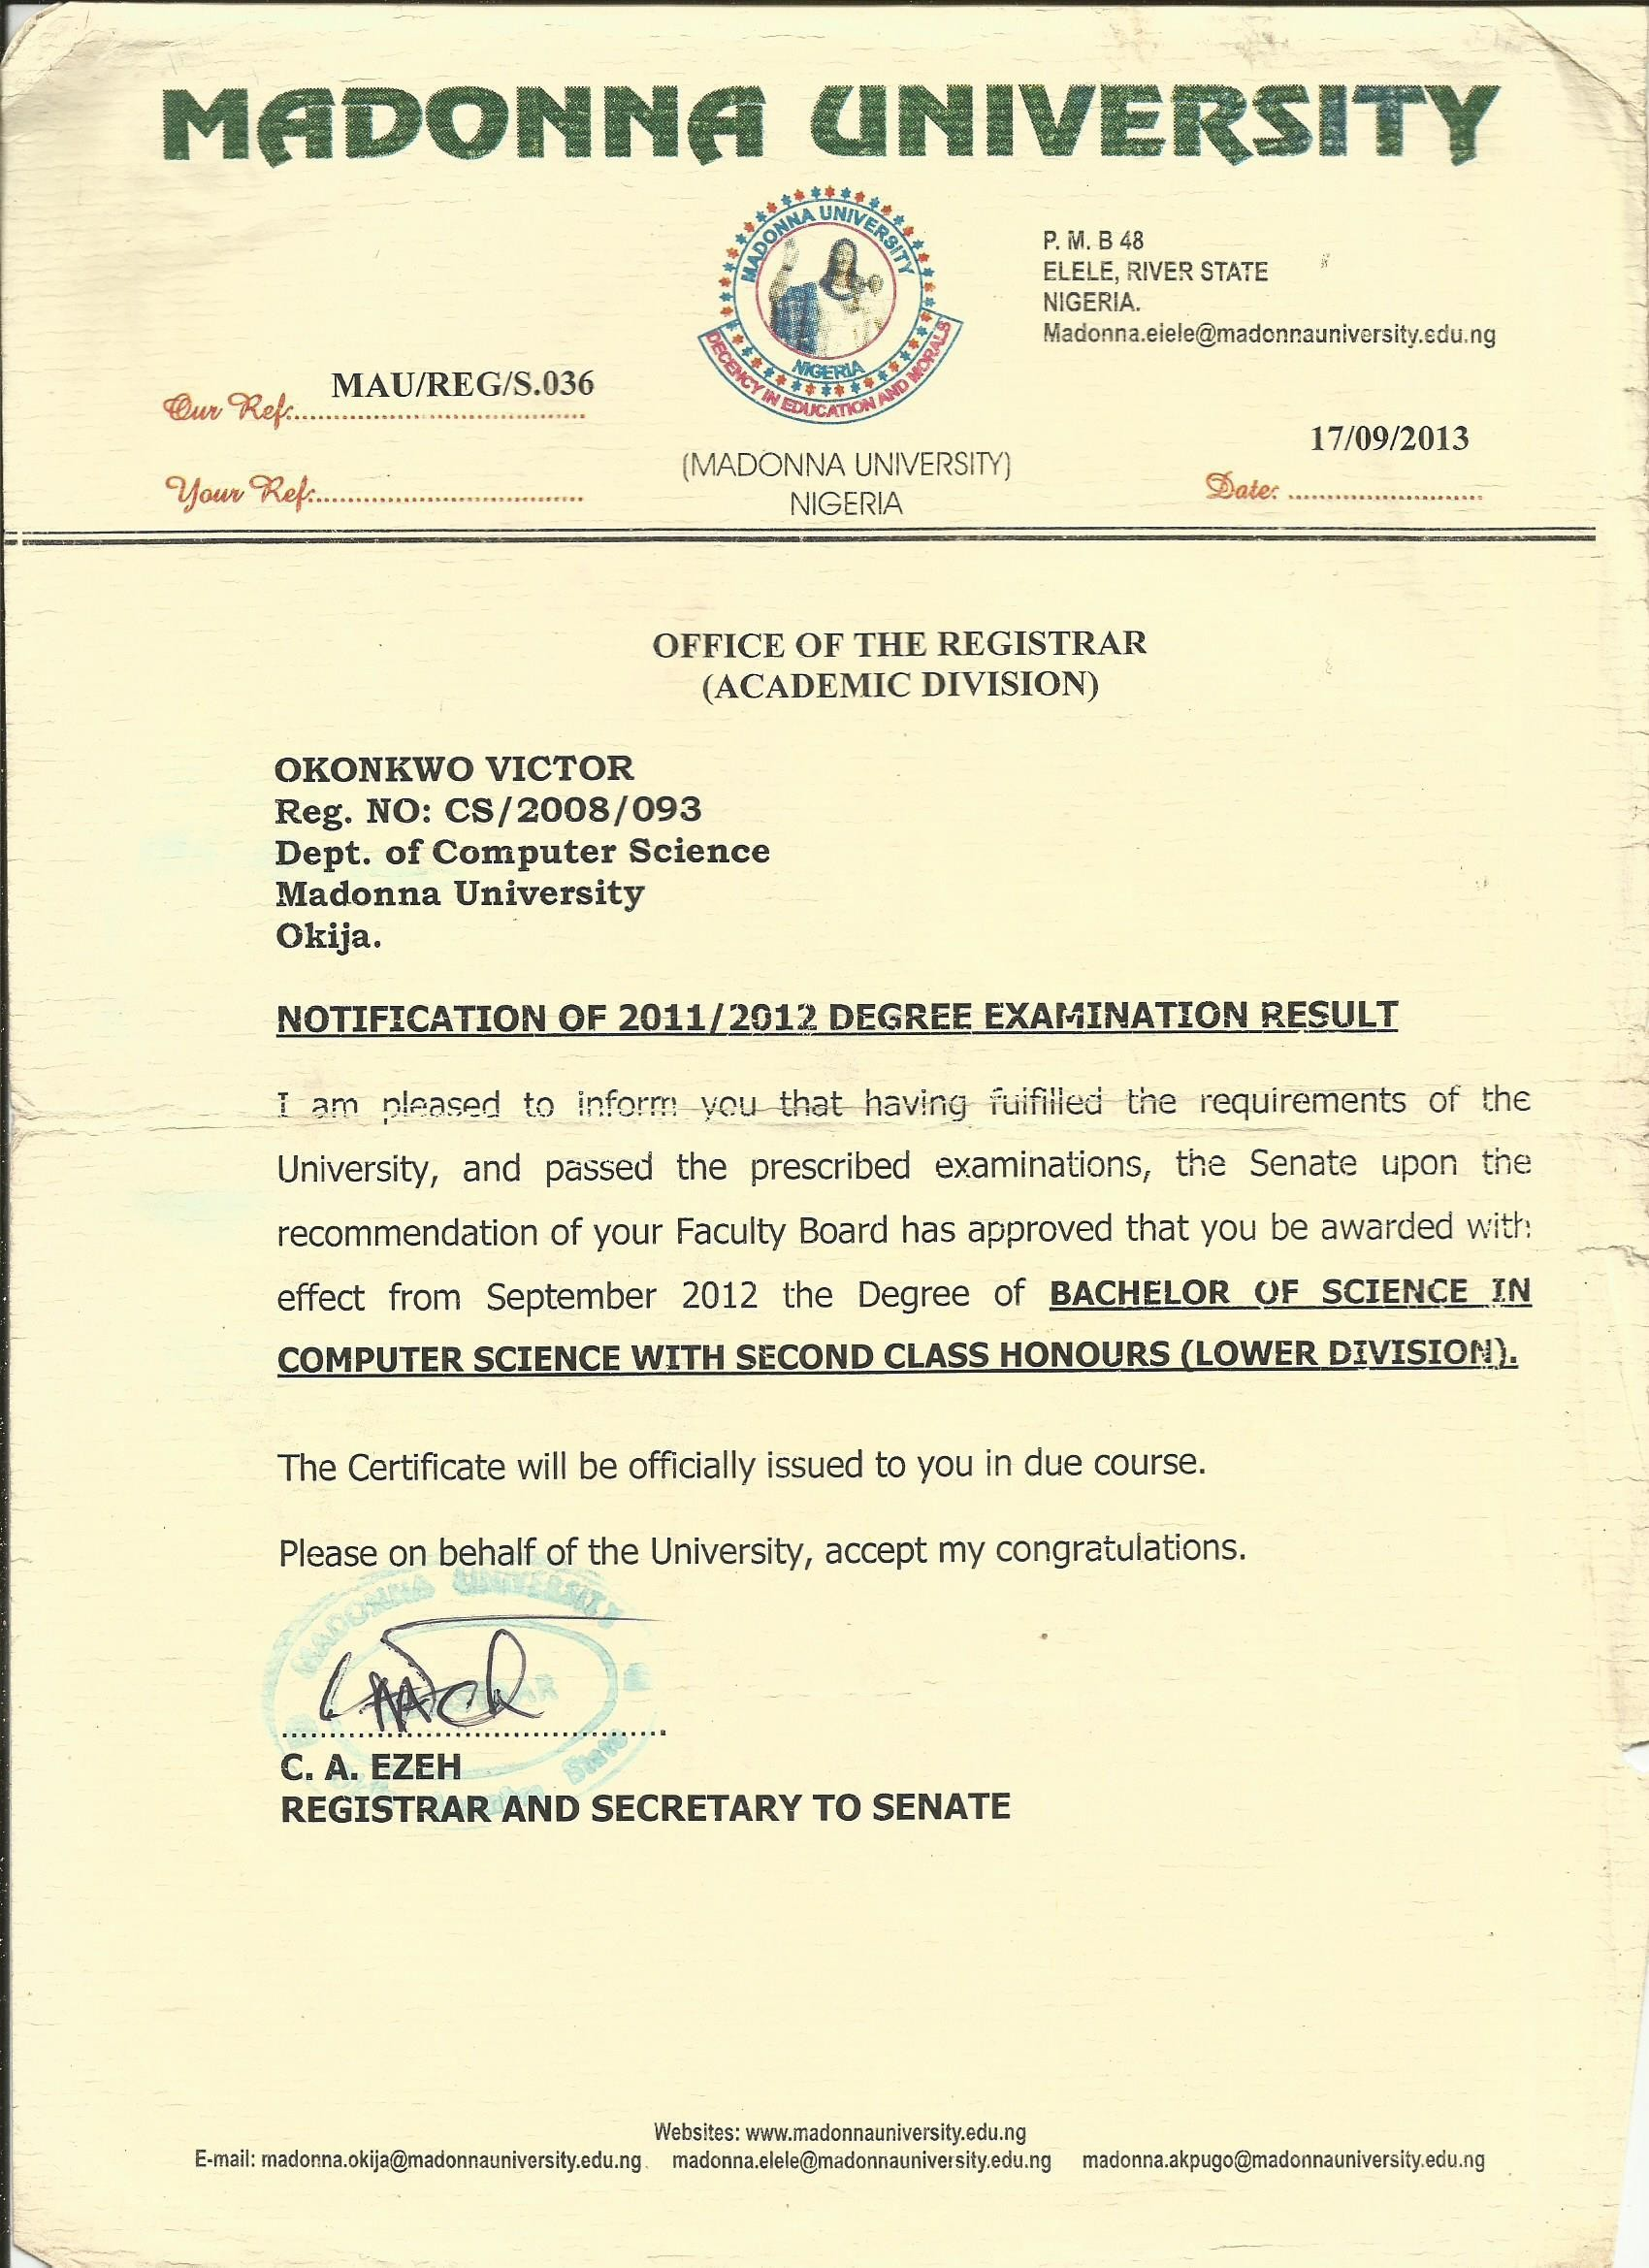 MADONNA UNIVERSITY
MADONNA UNIVERSITY
NIGERIA
DECENCY IN EDUCATION AND MORALS
P. M. B 48
ELELE, RIVER STATE
NIGERIA.
Madonna.elele@madonnauniversity.edu.ng
Our Ref:.......... MAU/REG/S.036
17/09/2013
(MADONNA UNIVERSITY)
NIGERIA
Your Ref:..........
Date: ..........
OFFICE OF THE REGISTRAR
(ACADEMIC DIVISION)
OKONKWO VICTOR
Reg. NO: CS/2008/093
Dept. of Computer Science
Madonna University
Okija.
NOTIFICATION OF 2011/2012 DEGREE EXAMINATION RESULT
I am pleased to inform you that having fulfilled the requirements of the
University, and passed the prescribed examinations, the Senate upon the
recommendation of your Faculty Board has approved that you be awarded with
effect from September 2012 the Degree of BACHELOR OF SCIENCE IN
COMPUTER SCIENCE WITH SECOND CLASS HONOURS (LOWER DIVISION).
The Certificate will be officially issued to you in due course.
Please on behalf of the University, accept my congratulations.
MADONNA UNIVERSITY
State
C. A. EZEH
REGISTRAR AND SECRETARY TO SENATE
Websites: www.madonnauniversity.edu.ng
E-mail: madonna.okija@madonnauniversity.edu.ng. madonna.elele@madonnauniversity.edu.ng madonna.akpugo@madonnauniversity.edu.ng